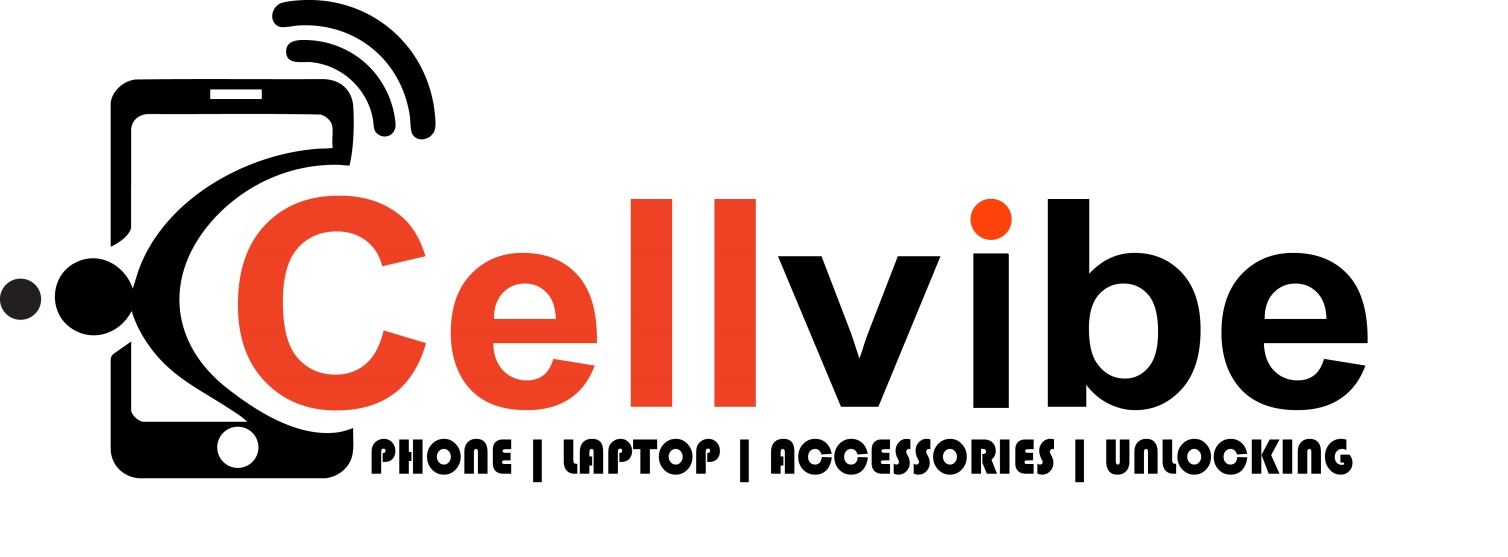 Cellvibe
PHONE | LAPTOP | ACCESSORIES | UNLOCKING